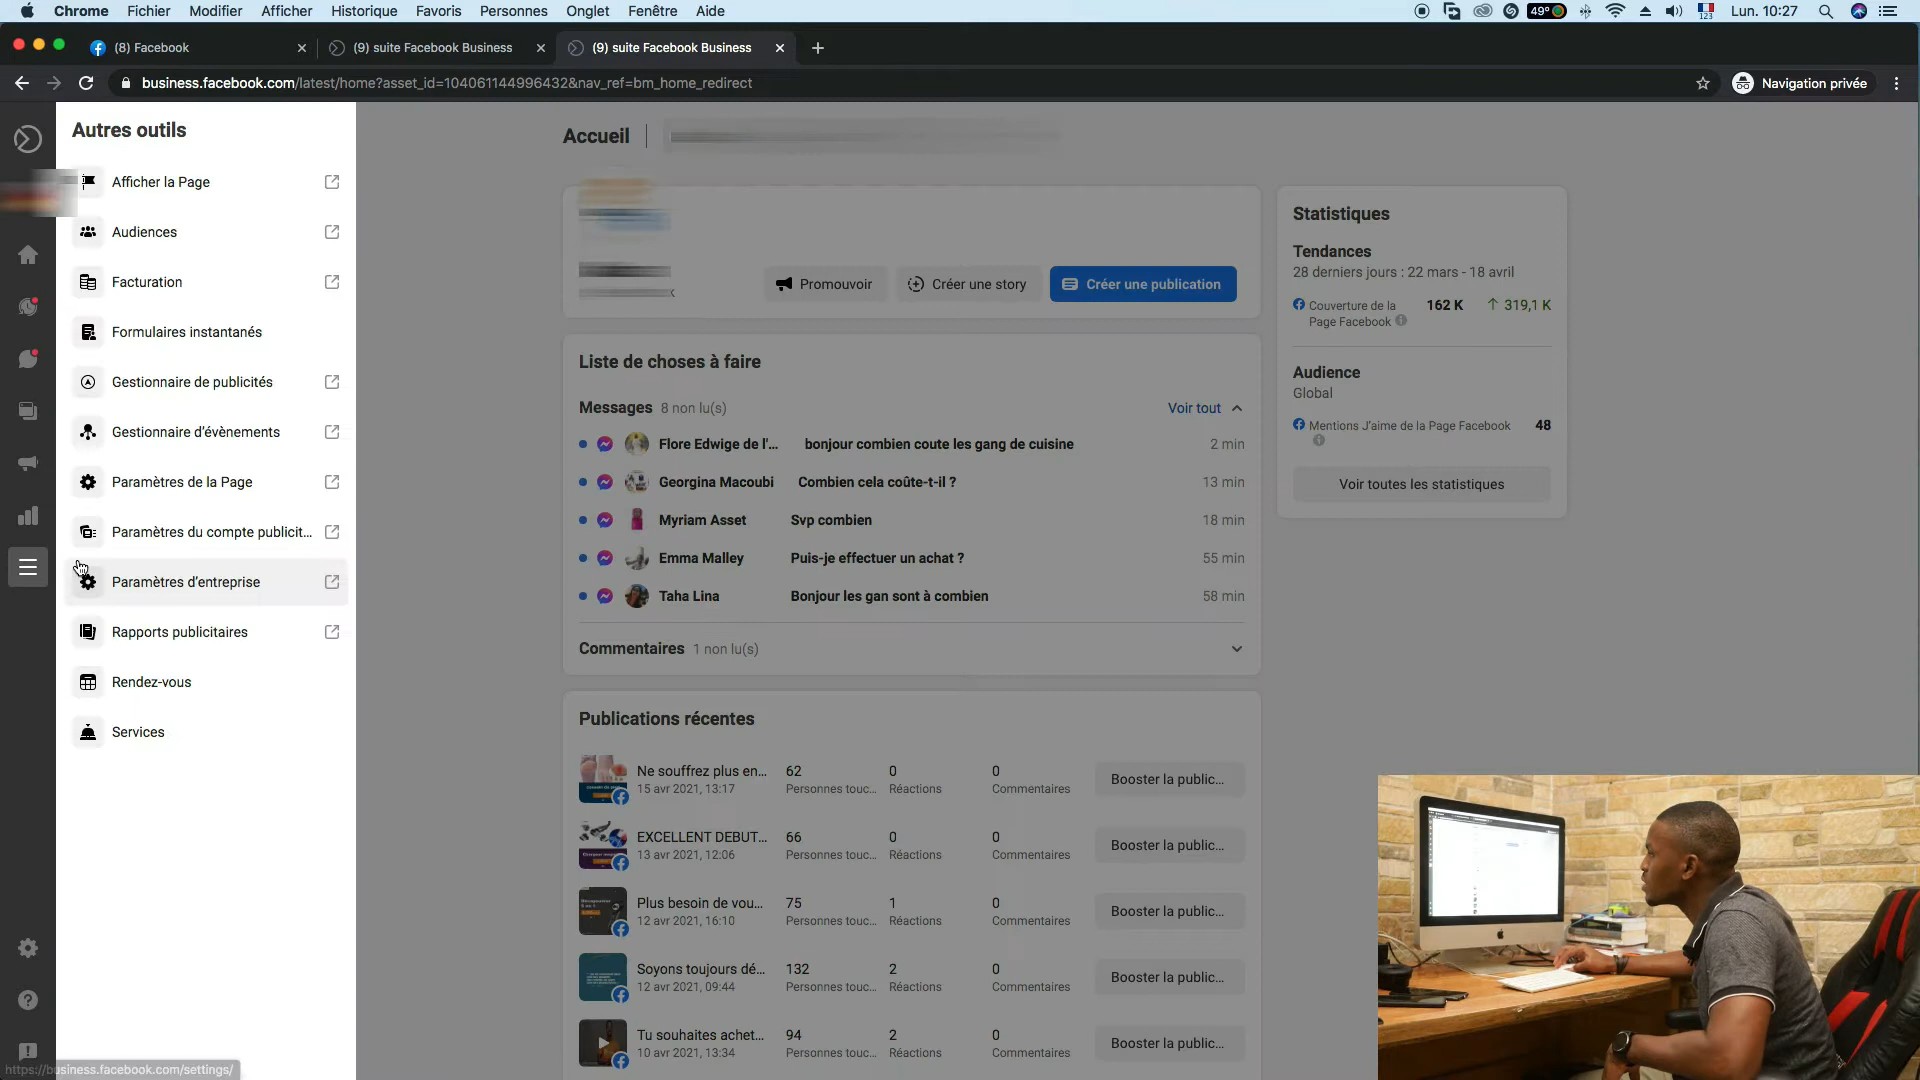 Chrome Fichier Modifier Afficher Historique Favoris Personnes Onglet Fenêtre Aide 49° 123 Lun. 10:27
(8) Facebook (9) suite Facebook Business (9) suite Facebook Business
business.facebook.com/latest/home?asset_id=104061144996432&nav_ref=bm_home_redirect Navigation privée
Autres outils
Afficher la Page
Audiences
Facturation
Formulaires instantanés
Gestionnaire de publicités
Gestionnaire d'évènements
Paramètres de la Page
Paramètres du compte publicit...
Paramètres d'entreprise
Rapports publicitaires
Rendez-vous
Services
https://business.facebook.com/settings/
Accueil
Promouvoir Créer une story Créer une publication
Liste de choses à faire
Messages 8 non lu(s) Voir tout
Flore Edwige de l'... bonjour combien coute les gang de cuisine 2 min
Georgina Macoubi Combien cela coûte-t-il ? 13 min
Myriam Asset Svp combien 18 min
Emma Malley Puis-je effectuer un achat ? 55 min
Taha Lina Bonjour les gan sont à combien 58 min
Commentaires 1 non lu(s)
Publications récentes
Ne souffrez plus en... 62 0 0 Booster la public...
15 avr 2021, 13:17 Personnes touc... Réactions Commentaires
EXCELLENT DEBUT... 66 0 0 Booster la public...
13 avr 2021, 12:06 Personnes touc... Réactions Commentaires
Plus besoin de vou... 75 1 0 Booster la public...
12 avr 2021, 16:10 Personnes touc... Réactions Commentaires
Soyons toujours dé... 132 2 0 Booster la public...
12 avr 2021, 09:44 Personnes touc... Réactions Commentaires
Tu souhaites achet... 94 2 0 Booster la public...
10 avr 2021, 13:34 Personnes touc... Réactions Commentaires
Statistiques
Tendances
28 derniers jours : 22 mars - 18 avril
Couverture de la 162 K ↑ 319,1 K
Page Facebook
Audience
Global
Mentions J'aime de la Page Facebook 48
Voir toutes les statistiques